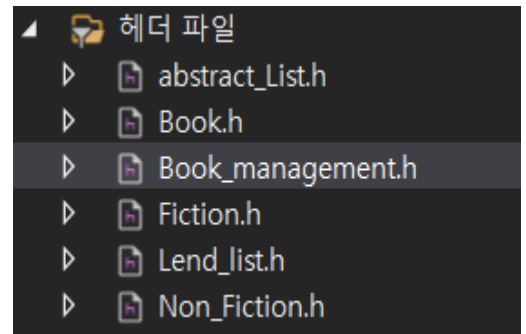 헤더 파일
abstract_List.h
Book.h
Book_management.h
Fiction.h
Lend_list.h
Non_Fiction.h